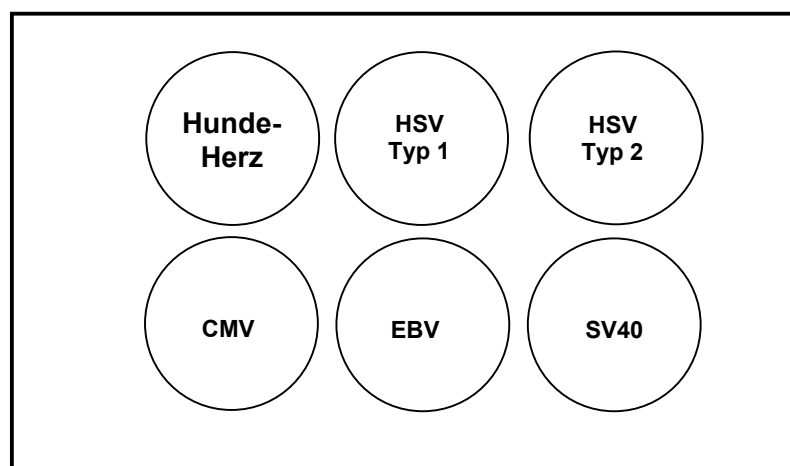 Hunde-
Herz
HSV
Typ 1
HSV
Typ 2
CMV
EBV
SV40